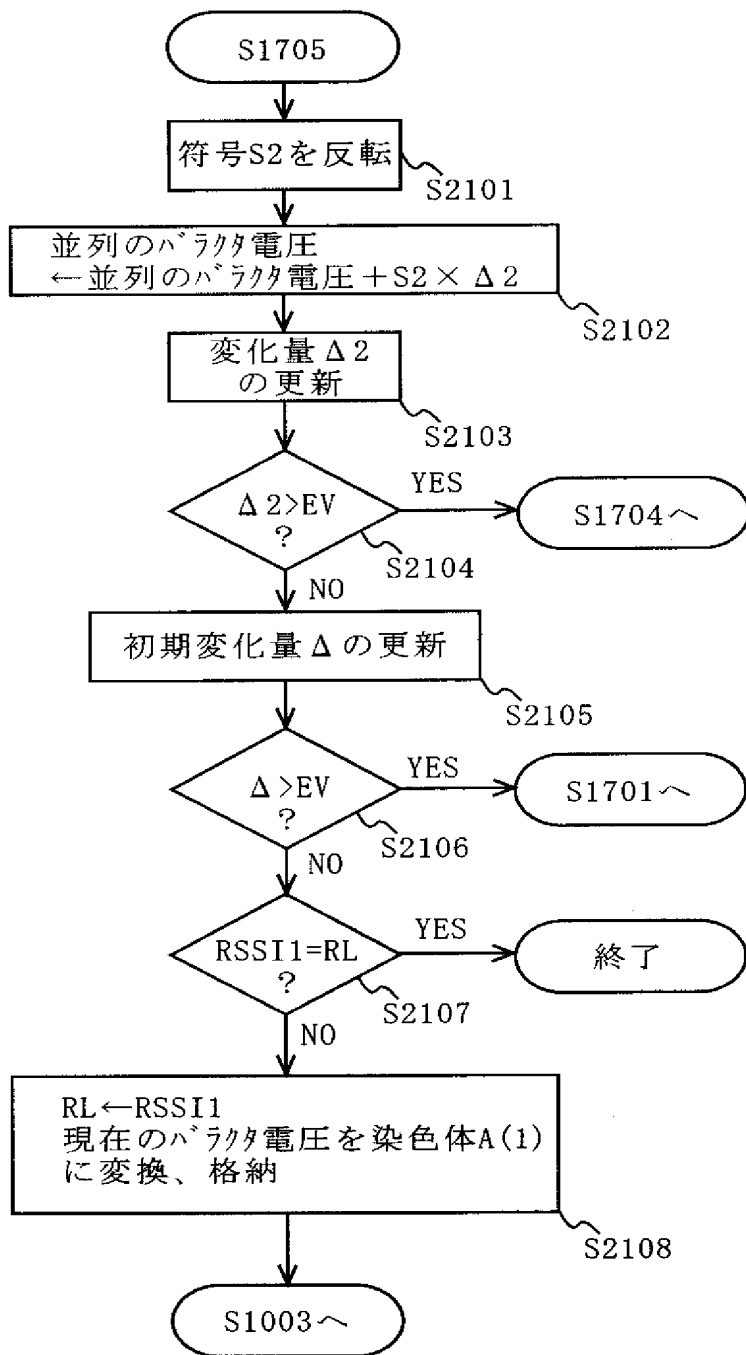 S1705
符号S2を反転
S2101
並列のバラクタ電圧
←並列のバラクタ電圧+S2×Δ2
S2102
変化量Δ2
の更新
S2103
Δ2>EV
?
YES
S1704へ
S2104
NO
初期変化量Δの更新
S2105
Δ>EV
?
YES
S1701へ
S2106
NO
RSSI1=RL
?
YES
終了
S2107
NO
RL←RSSI1
現在のバラクタ電圧を染色体A(1)
に変換、格納
S2108
S1003へ